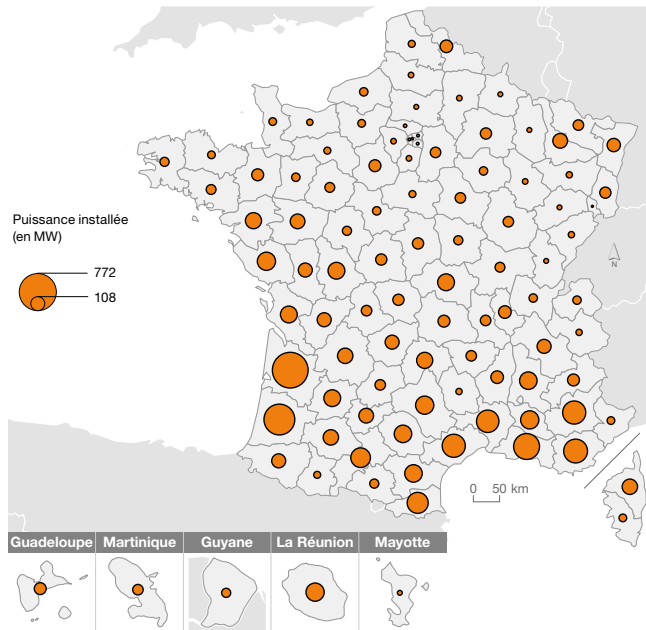 Puissance installée
(en MW)
772
108
N
0 50 km
Guadeloupe Martinique Guyane La Réunion Mayotte